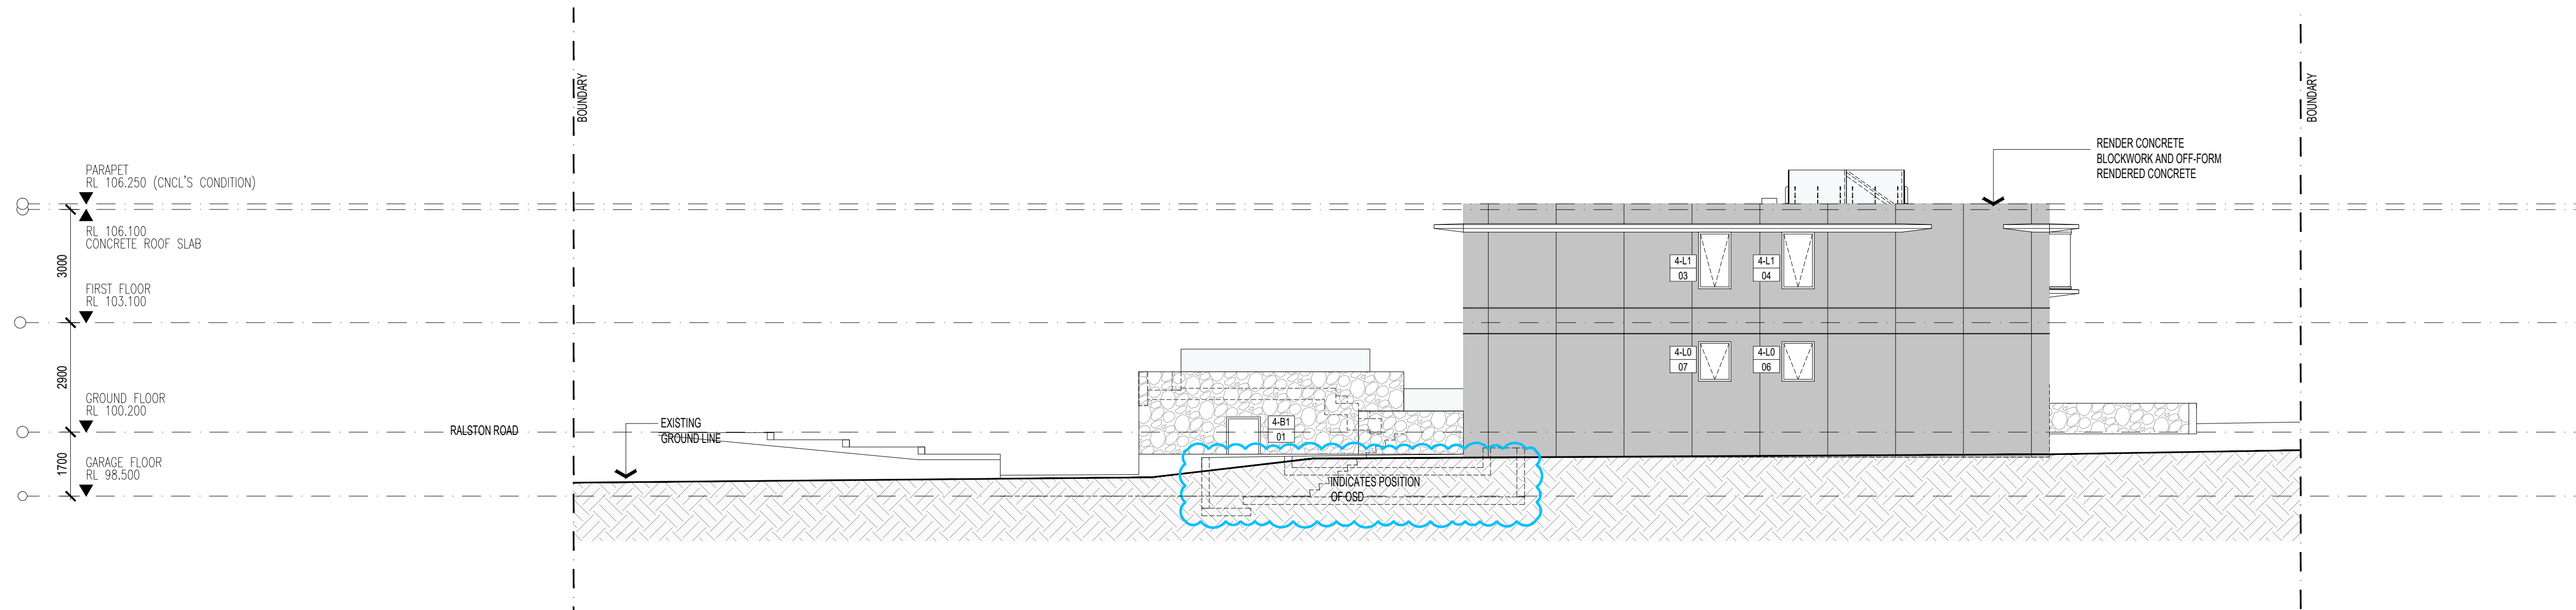 BOUNDARY
BOUNDARY
PARAPET
RL 106.250 (CNCL'S CONDITION)
RL 106.100
CONCRETE ROOF SLAB
3000
FIRST FLOOR
RL 103.100
2900
GROUND FLOOR
RL 100.200
1700
GARAGE FLOOR
RL 98.500
RALSTON ROAD
EXISTING
GROUND LINE
RENDER CONCRETE
BLOCKWORK AND OFF-FORM
RENDERED CONCRETE
4-L1
03
4-L1
04
4-L0
07
4-L0
06
4-B1
01
INDICATES POSITION
OF OSD